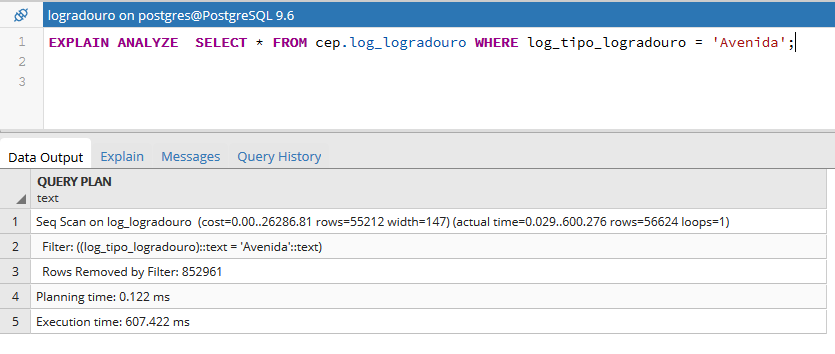 logradouro on postgres@PostgreSQL 9.6
1 EXPLAIN ANALYZE  SELECT * FROM cep.log_logradouro WHERE log_tipo_logradouro = 'Avenida';
2
3
Data Output Explain Messages Query History
QUERY PLAN
text
1 Seq Scan on log_logradouro (cost=0.00..26286.81 rows=55212 width=147) (actual time=0.029..600.276 rows=56624 loops=1)
2 Filter: ((log_tipo_logradouro)::text = 'Avenida'::text)
3 Rows Removed by Filter: 852961
4 Planning time: 0.122 ms
5 Execution time: 607.422 ms